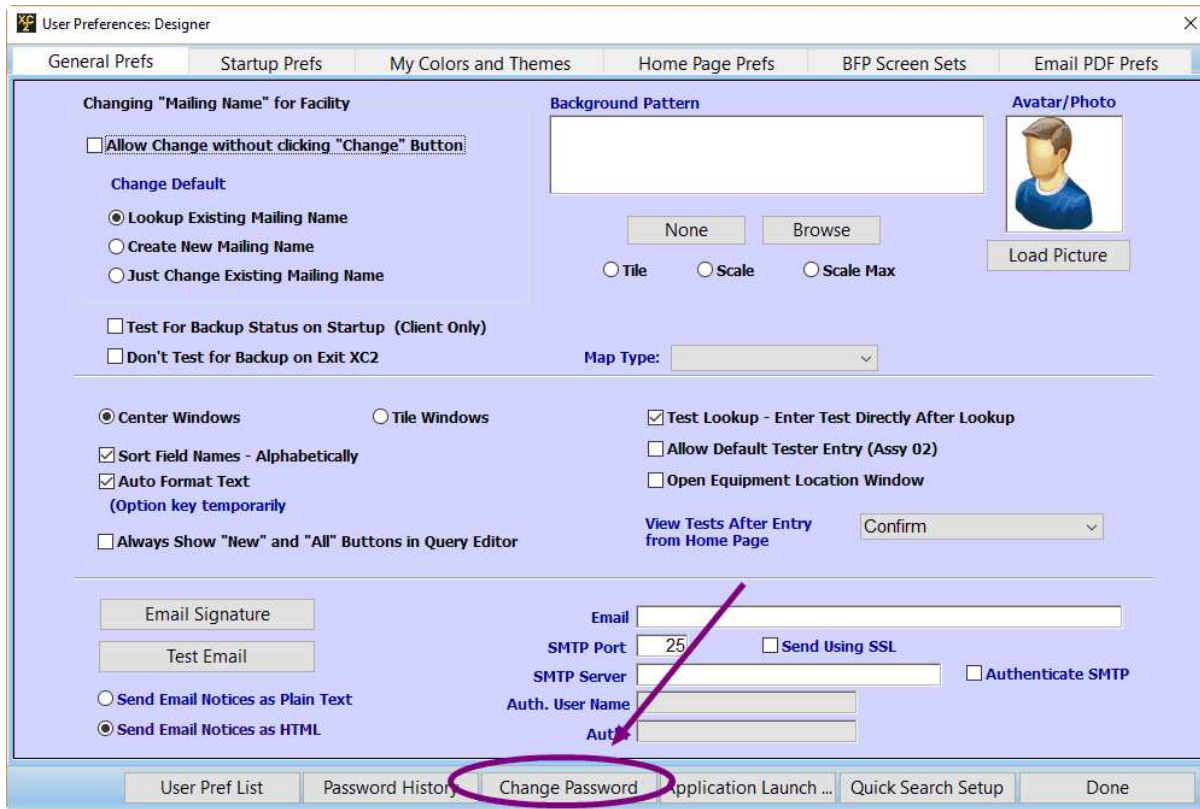 XC2 User Preferences: Designer
General Prefs Startup Prefs My Colors and Themes Home Page Prefs BFP Screen Sets Email PDF Prefs
Changing "Mailing Name" for Facility
Allow Change without clicking "Change" Button
Change Default
Lookup Existing Mailing Name
Create New Mailing Name
Just Change Existing Mailing Name
Background Pattern
None Browse
Tile Scale Scale Max
Avatar/Photo
Load Picture
Test For Backup Status on Startup (Client Only)
Don't Test for Backup on Exit XC2
Map Type:
Center Windows Tile Windows
Sort Field Names - Alphabetically
Auto Format Text
(Option key temporarily
Always Show "New" and "All" Buttons in Query Editor
Test Lookup - Enter Test Directly After Lookup
Allow Default Tester Entry (Assy 02)
Open Equipment Location Window
View Tests After Entry
from Home Page
Confirm
Email Signature
Test Email
Send Email Notices as Plain Text
Send Email Notices as HTML
Email
SMTP Port 25 Send Using SSL
SMTP Server Authenticate SMTP
Auth. User Name
Auth.
User Pref List Password History Change Password Application Launch ... Quick Search Setup Done